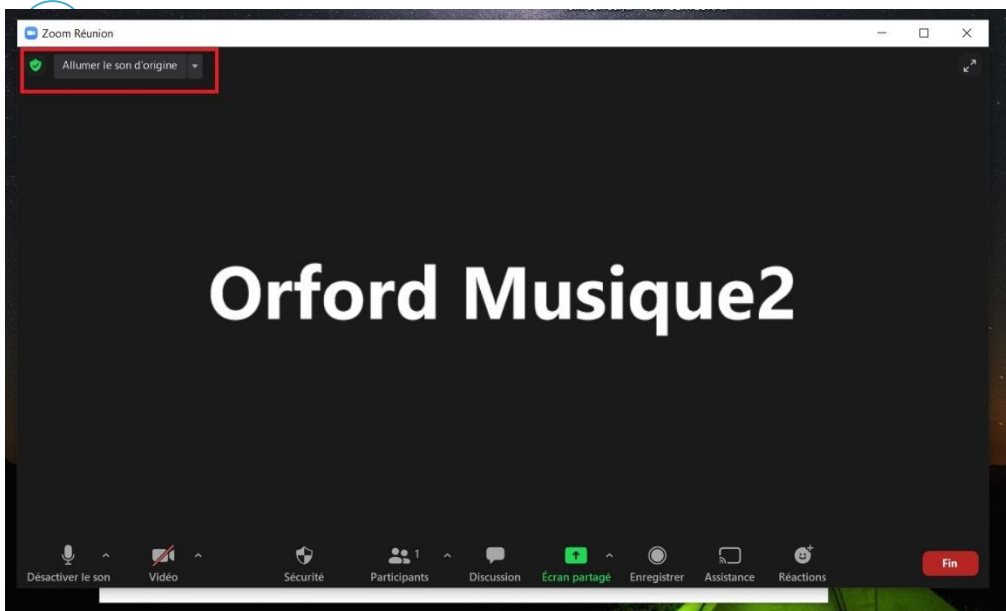 Zoom Réunion
Allumer le son d'origine
Orford Musique2
1
Désactiver le son Vidéo Sécurité Participants Discussion Écran partagé Enregistrer Assistance Réactions Fin